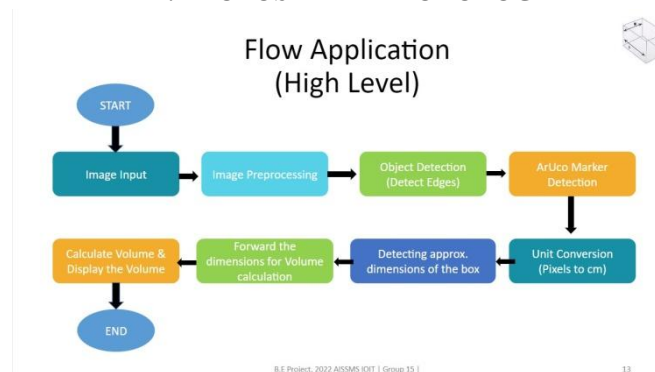 Flow Application
(High Level)
START
Image Input
Image Preprocessing
Object Detection
(Detect Edges)
ArUco Marker
Detection
Calculate Volume &
Display the Volume
Forward the
dimensions for Volume
calculation
Detecting approx.
dimensions of the box
Unit Conversion
(Pixels to cm)
END
B.E Project, 2022 AISSMS IOIT | Group 15 |
13